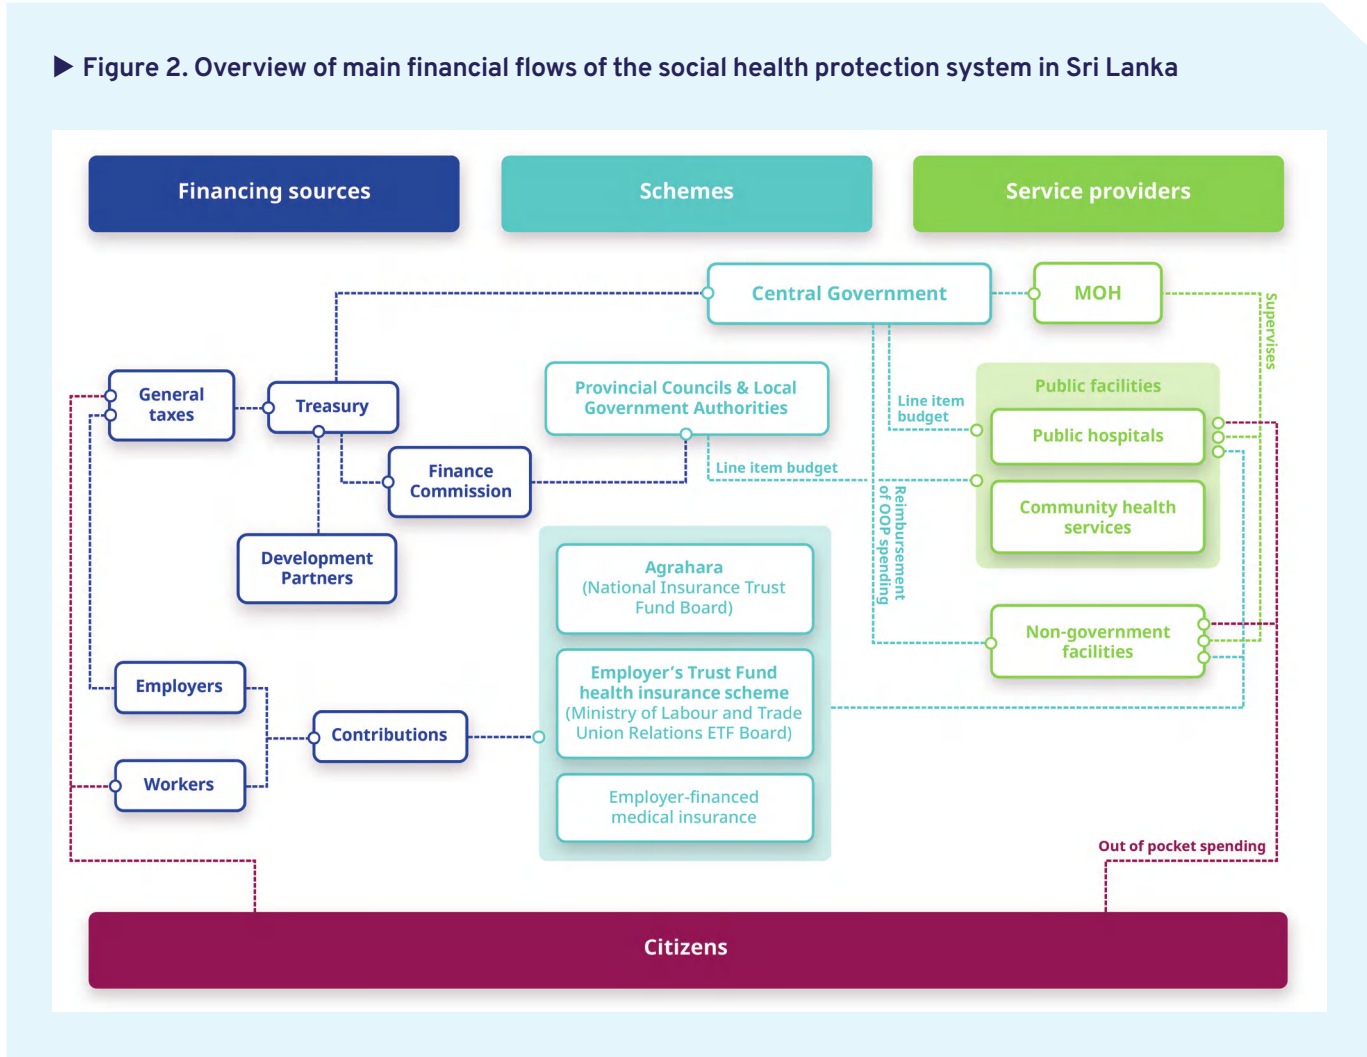 ▶ Figure 2. Overview of main financial flows of the social health protection system in Sri Lanka
Financing sources
Schemes
Service providers
Central Government
MOH
Supervises
General
taxes
Treasury
Provincial Councils & Local
Government Authorities
Public facilities
Line item
budget
Public hospitals
Finance
Commission
Line item budget
Reimbursement
of OOP spending
Community health
services
Development
Partners
Agrahara
(National Insurance Trust
Fund Board)
Non-government
facilities
Employers
Employer’s Trust Fund
health insurance scheme
(Ministry of Labour and Trade
Union Relations ETF Board)
Contributions
Workers
Employer-financed
medical insurance
Out of pocket spending
Citizens